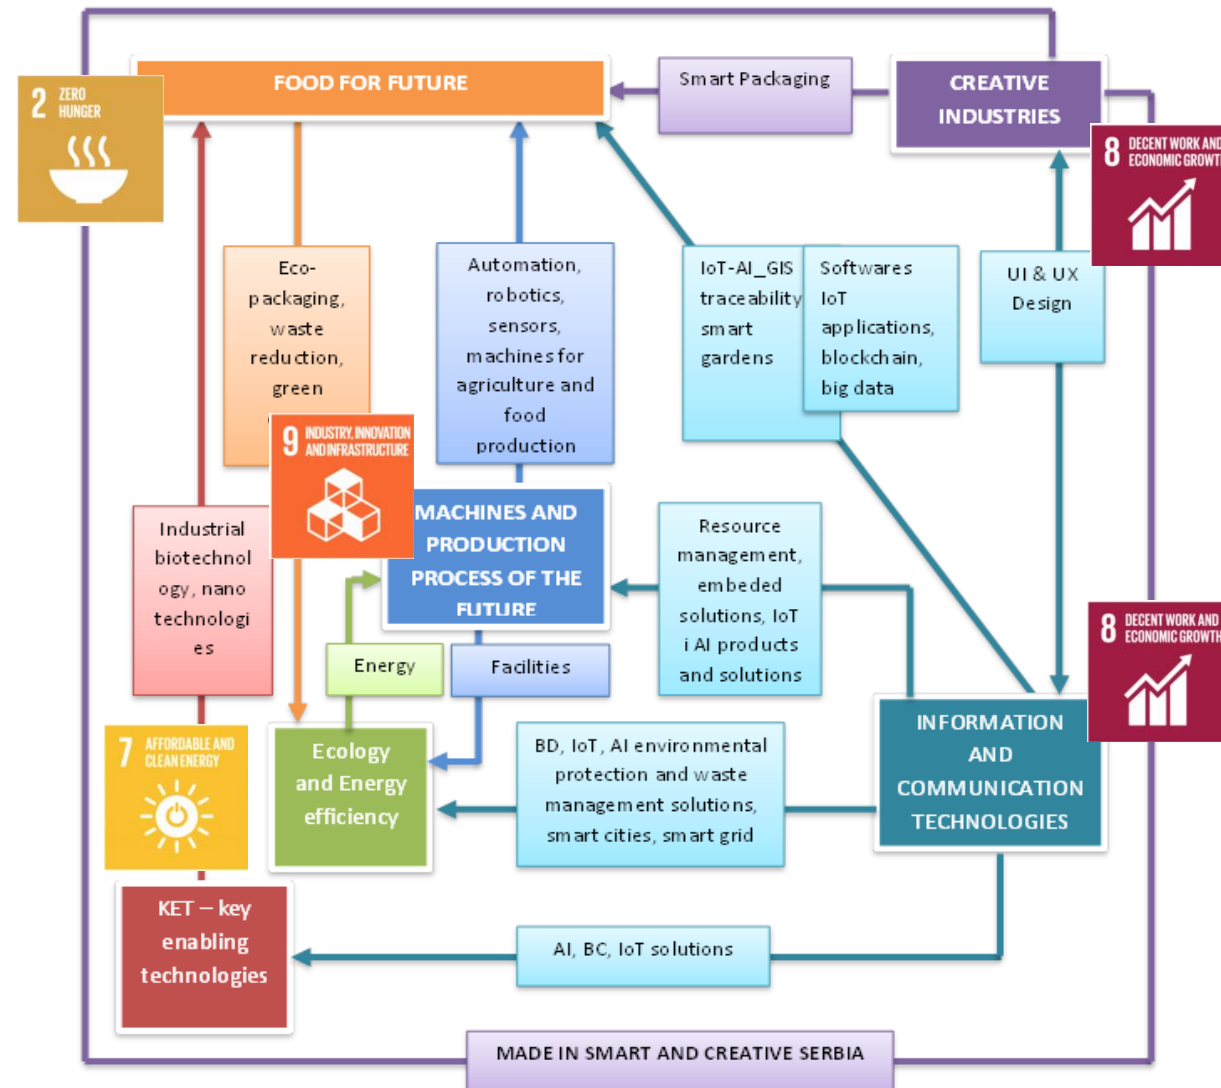 FOOD FOR FUTURE
Smart Packaging
CREATIVE
INDUSTRIES
2 ZERO
HUNGER
8 DECENT WORK AND
ECONOMIC GROWTH
Eco-
packaging,
waste
reduction,
green
Automation,
robotics,
sensors,
machines for
agriculture and
food
production
IoT-AI_GIS
traceability
smart
gardens
Softwares
IoT
applications,
blockchain,
big data
UI & UX
Design
9 INDUSTRY, INNOVATION
AND INFRASTRUCTURE
Industrial
biotechnol
ogy, nano
technologi
es
MACHINES AND
PRODUCTION
PROCESS OF THE
FUTURE
Resource
management,
embeded
solutions, IoT
i AI products
and solutions
8 DECENT WORK AND
ECONOMIC GROWTH
Energy
Facilities
7 AFFORDABLE AND
CLEAN ENERGY
Ecology
and Energy
efficiency
BD, IoT, AI environmental
protection and waste
management solutions,
smart cities, smart grid
INFORMATION
AND
COMMUNICATION
TECHNOLOGIES
KET – key
enabling
technologies
AI, BC, IoT solutions
MADE IN SMART AND CREATIVE SERBIA